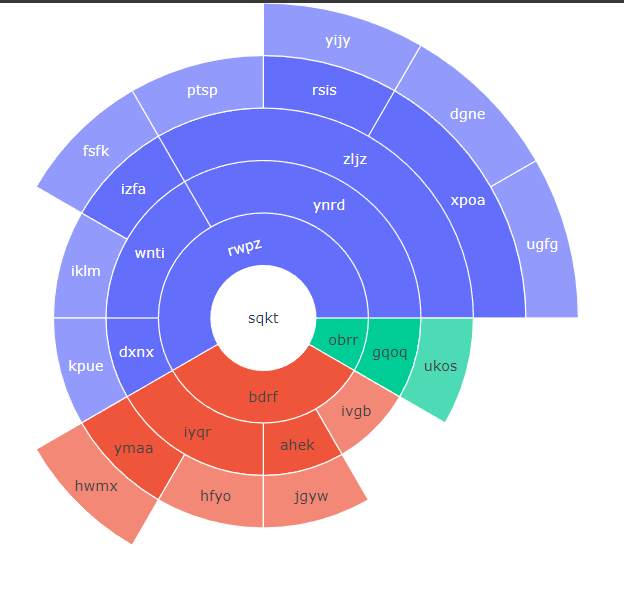 yijy
ptsp
rsis
dgne
fsfk
zljz
izfa
xpoa
ynrd
rwpz
ugfg
wnti
iklm
sqkt
obrr
dxnx
gqoq
kpue
ukos
bdrf
ivgb
iyqr
ahek
ymaa
hwmx
hfyo
jgyw